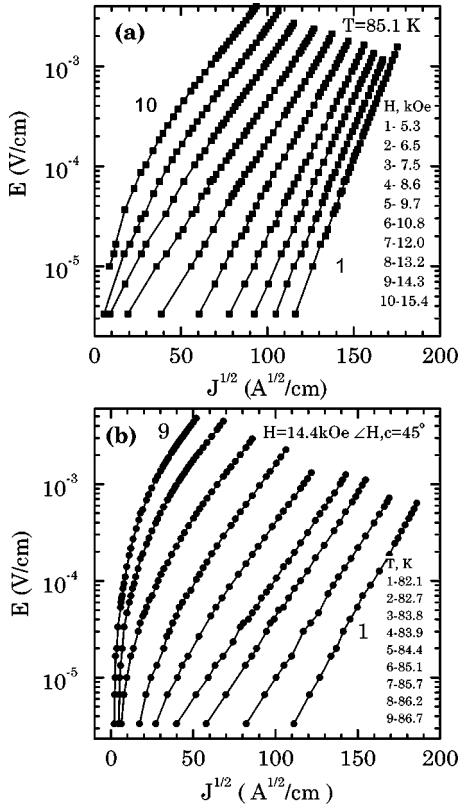 (a)
T=85.1 K
10
H, kOe
1- 5.3
2- 6.5
3- 7.5
4- 8.6
5- 9.7
6-10.8
7-12.0
8-13.2
9-14.3
10-15.4
1
E (V/cm)
10⁻³
10⁻⁴
10⁻⁵
0 50 100 150 200
J^{1/2} (A^{1/2}/cm)
(b)
9
H=14.4kOe ∠H,c=45°
T, K
1-82.1
2-82.7
3-83.8
4-83.9
5-84.4
6-85.1
7-85.7
8-86.2
9-86.7
1
E (V/cm)
10⁻³
10⁻⁴
10⁻⁵
0 50 100 150 200
J^{1/2} ( A^{1/2}/cm)